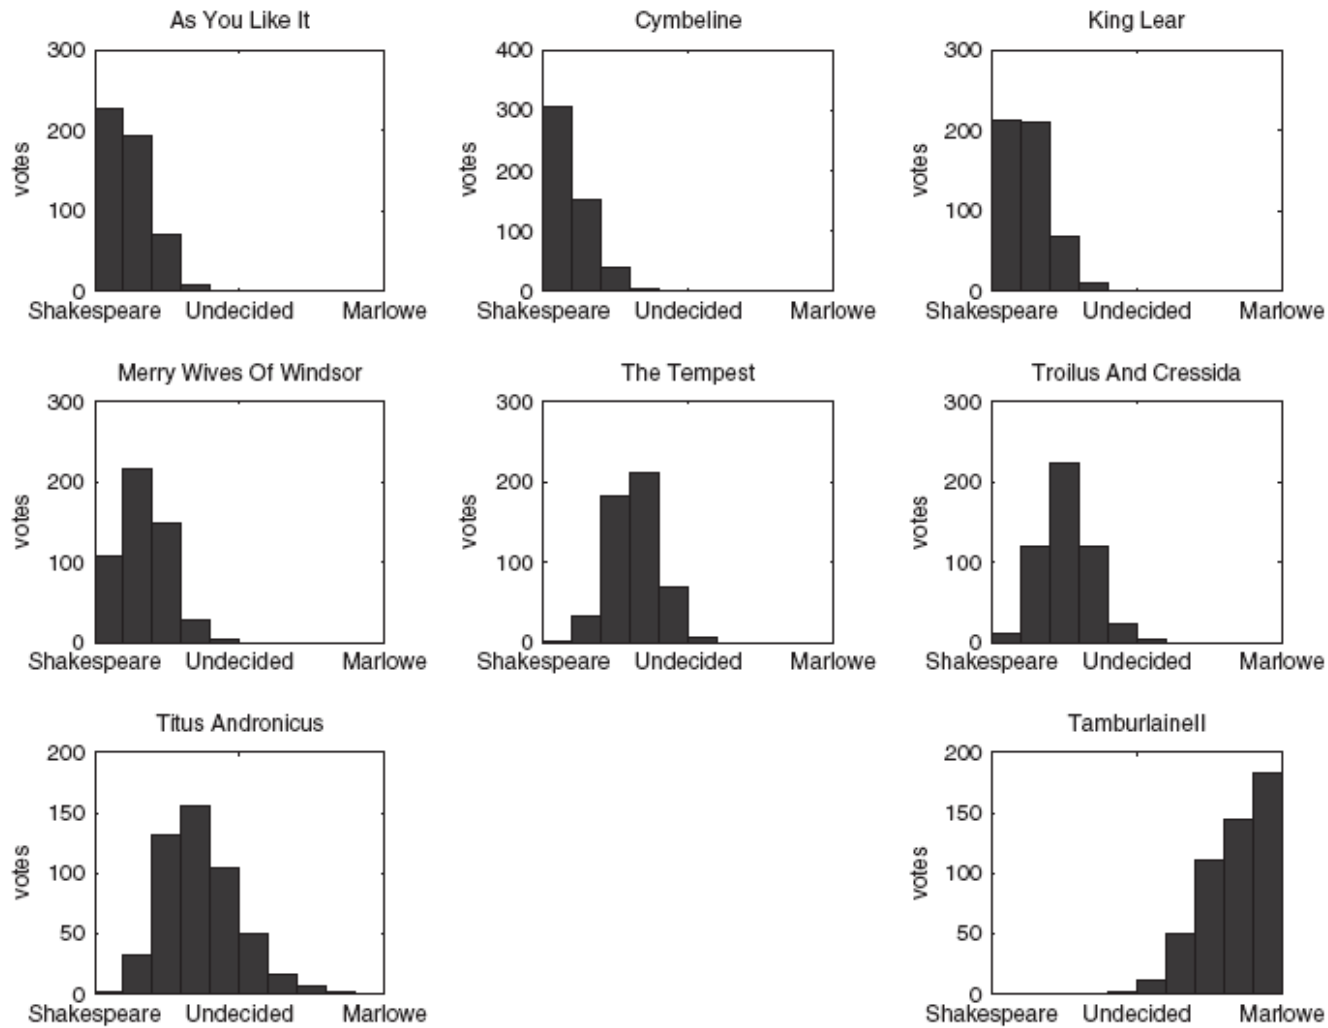 As You Like It
300
200
100
0
votes
Shakespeare Undecided Marlowe
Cymbeline
400
300
200
100
0
votes
Shakespeare Undecided Marlowe
King Lear
300
200
100
0
votes
Shakespeare Undecided Marlowe
Merry Wives Of Windsor
300
200
100
0
votes
Shakespeare Undecided Marlowe
The Tempest
300
200
100
0
votes
Shakespeare Undecided Marlowe
Troilus And Cressida
300
200
100
0
votes
Shakespeare Undecided Marlowe
Titus Andronicus
200
150
100
50
0
votes
Shakespeare Undecided Marlowe
TamburlaineII
200
150
100
50
0
votes
Shakespeare Undecided Marlowe